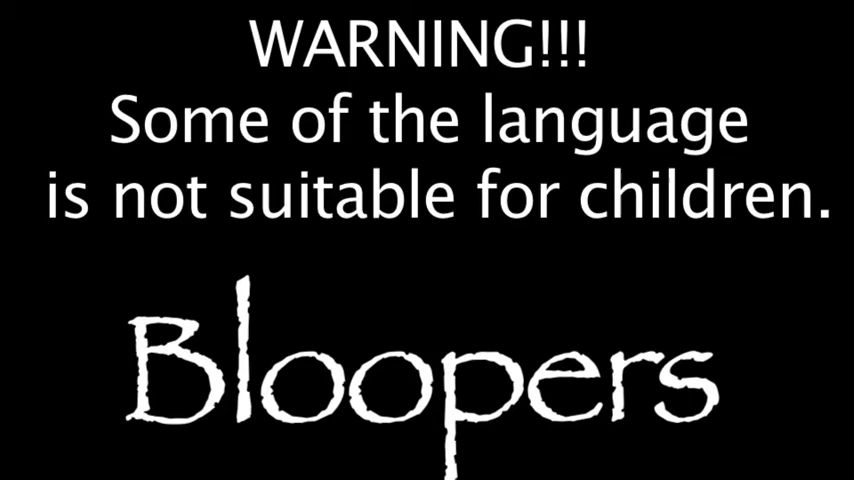 WARNING!!!
Some of the language
is not suitable for children.
Bloopers